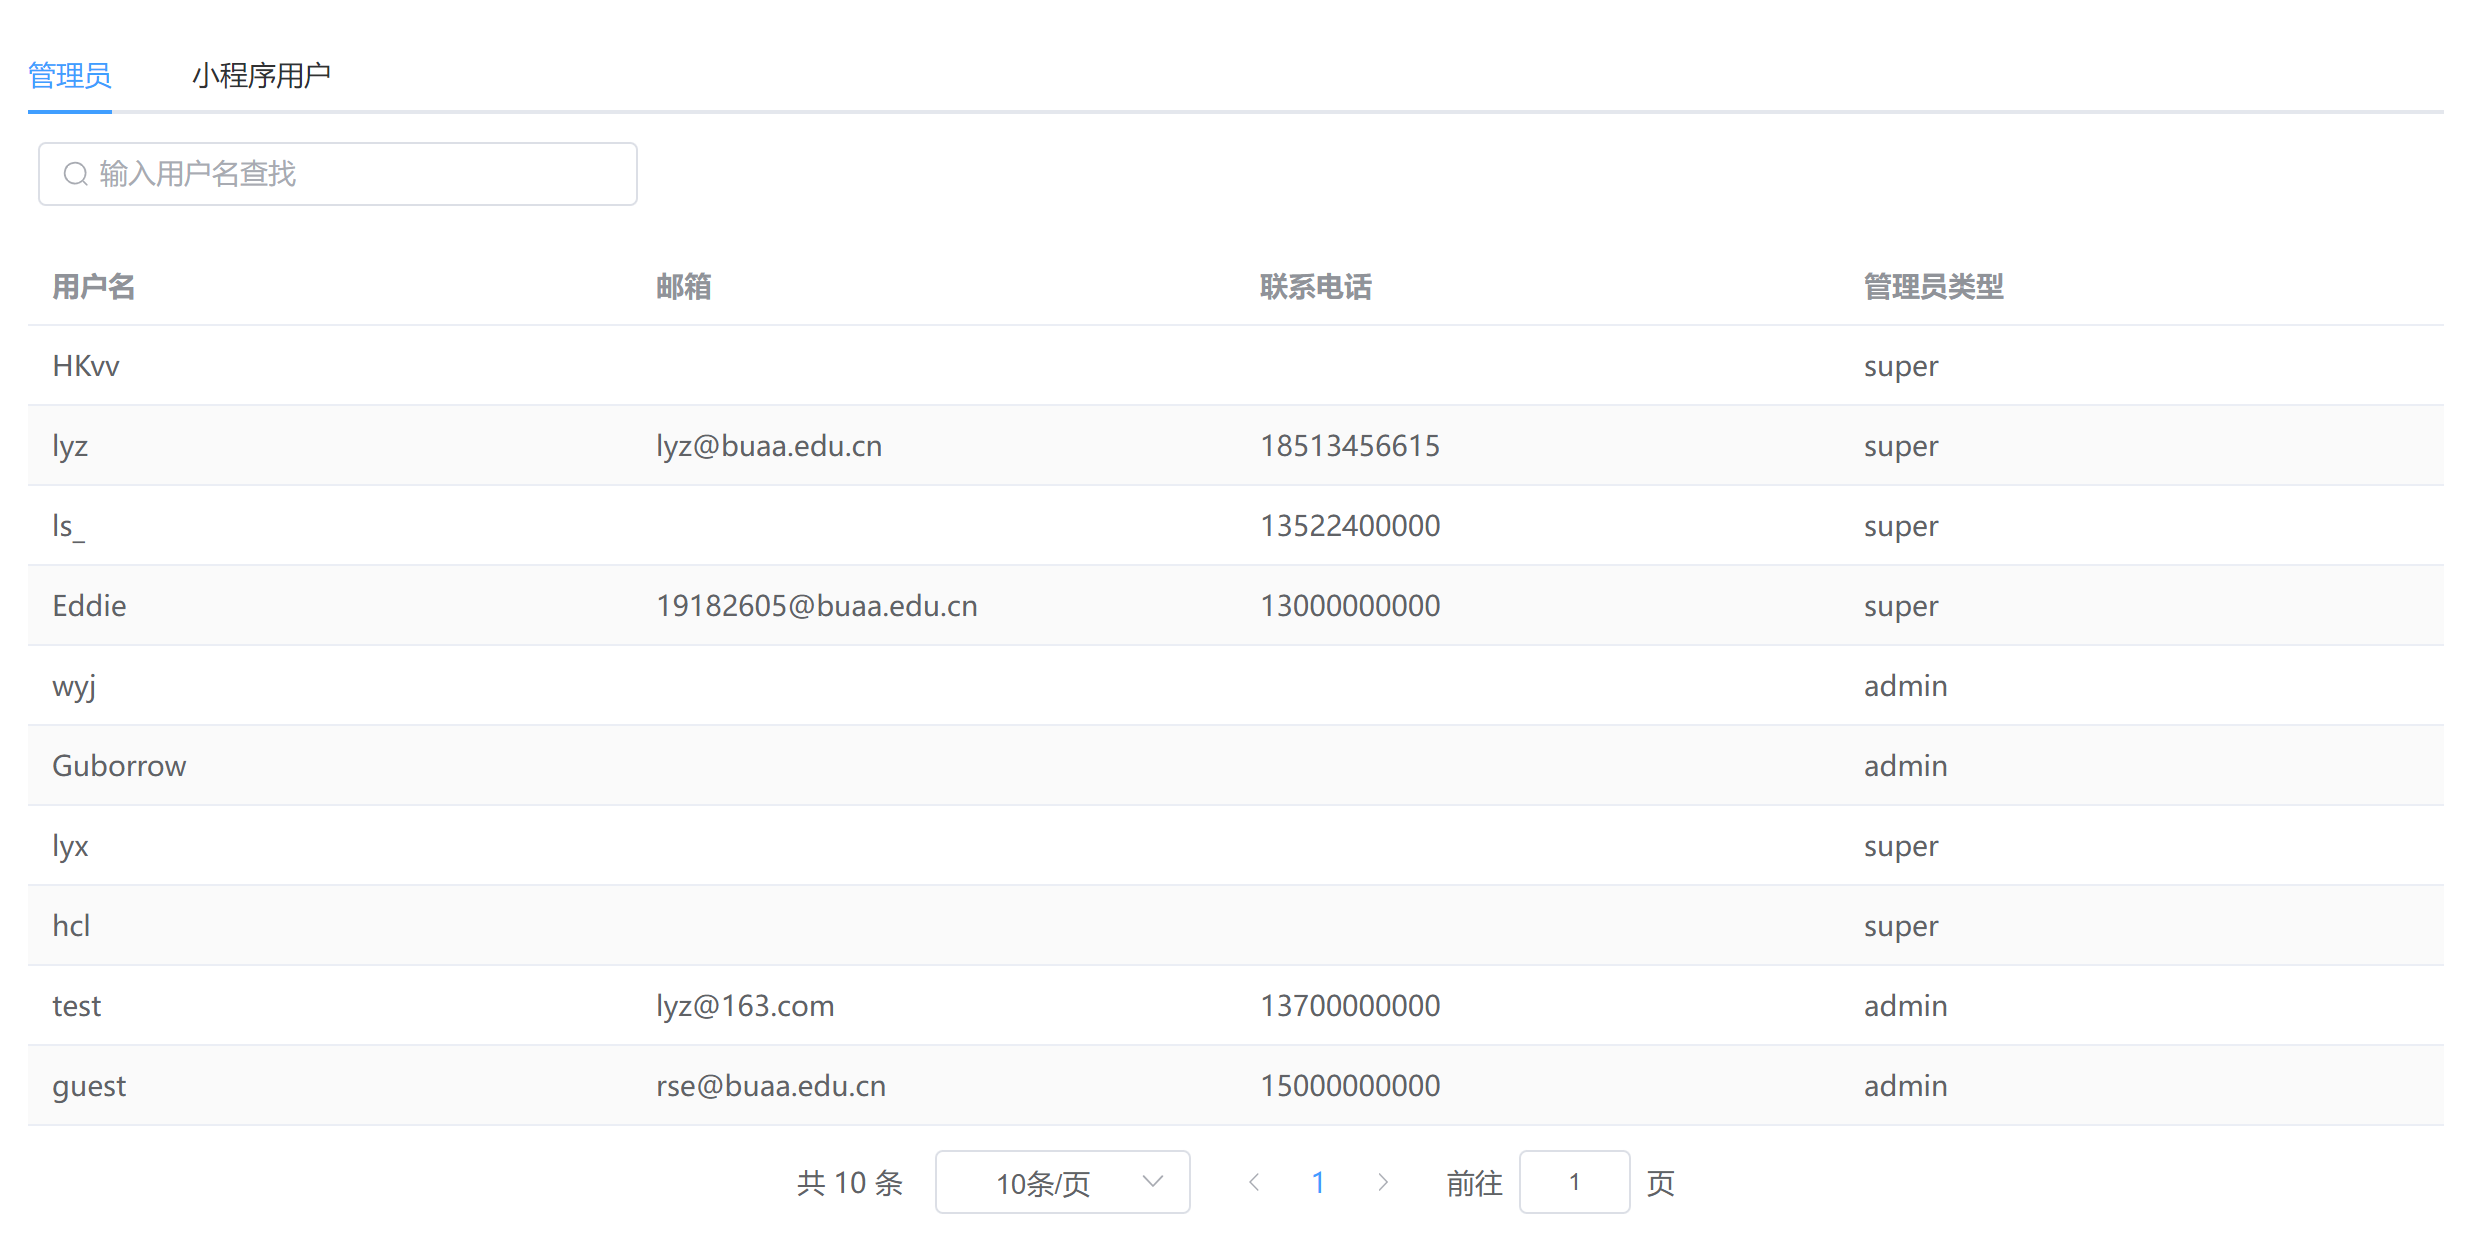 管理员 小程序用户
输入用户名查找
用户名 邮箱 联系电话 管理员类型
HKvv super
lyz lyz@buaa.edu.cn 18513456615 super
ls_ 13522400000 super
Eddie 19182605@buaa.edu.cn 13000000000 super
wyj admin
Guborrow admin
lyx super
hcl super
test lyz@163.com 13700000000 admin
guest rse@buaa.edu.cn 15000000000 admin
共 10 条 10条/页 1 前往 1 页